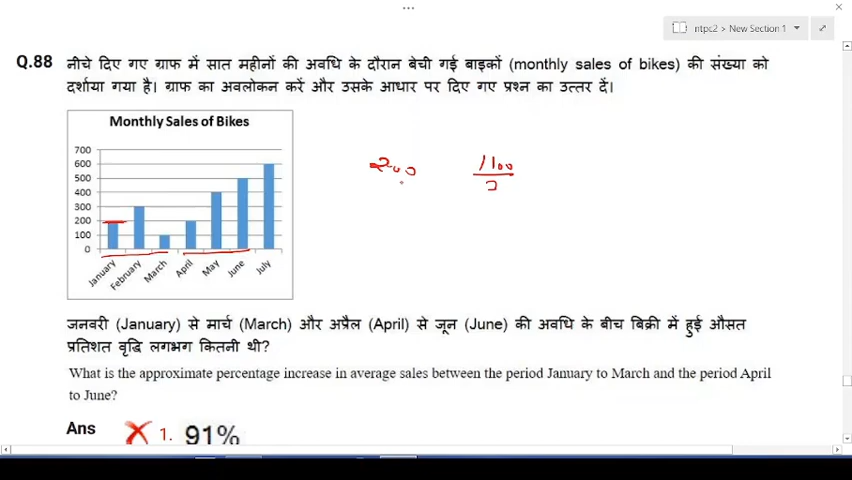 ntpc2 > New Section 1
Q.88 नीचे दिए गए ग्राफ में सात महीनों की अवधि के दौरान बेची गई बाइकों (monthly sales of bikes) की संख्या को
दर्शाया गया है। ग्राफ का अवलोकन करें और उसके आधार पर दिए गए प्रश्न का उत्तर दें।
Monthly Sales of Bikes
700
600
500
400
300
200
100
0
January
February
March
April
May
June
July
200
1100
जनवरी (January) से मार्च (March) और अप्रैल (April) से जून (June) की अवधि के बीच बिक्री में हुई औसत
प्रतिशत वृद्धि लगभग कितनी थी?
What is the approximate percentage increase in average sales between the period January to March and the period April
to June?
Ans
1. 91%